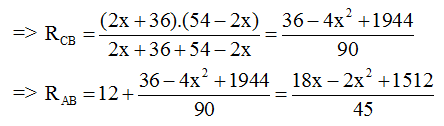 => R_CB = (2x + 36).(54 − 2x) / 2x + 36 + 54 − 2x = 36 − 4x² + 1944 / 90
=> R_AB = 12 + 36 − 4x² + 1944 / 90 = 18x − 2x² + 1512 / 45